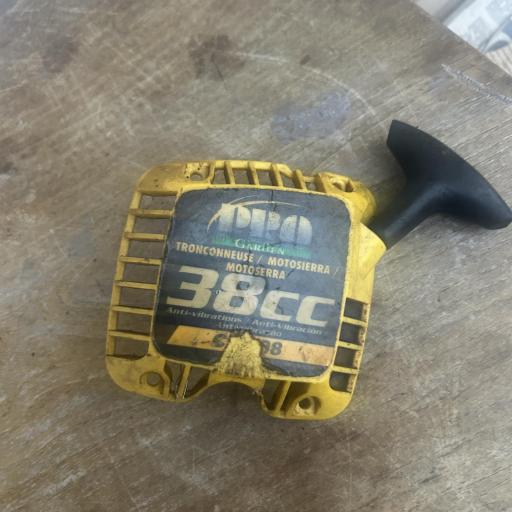 PRO
GARDEN
TRONCONNEUSE / MOTOSIERRA /
MOTOSERRA
38CC
Anti-vibrations - Anti-Vibración